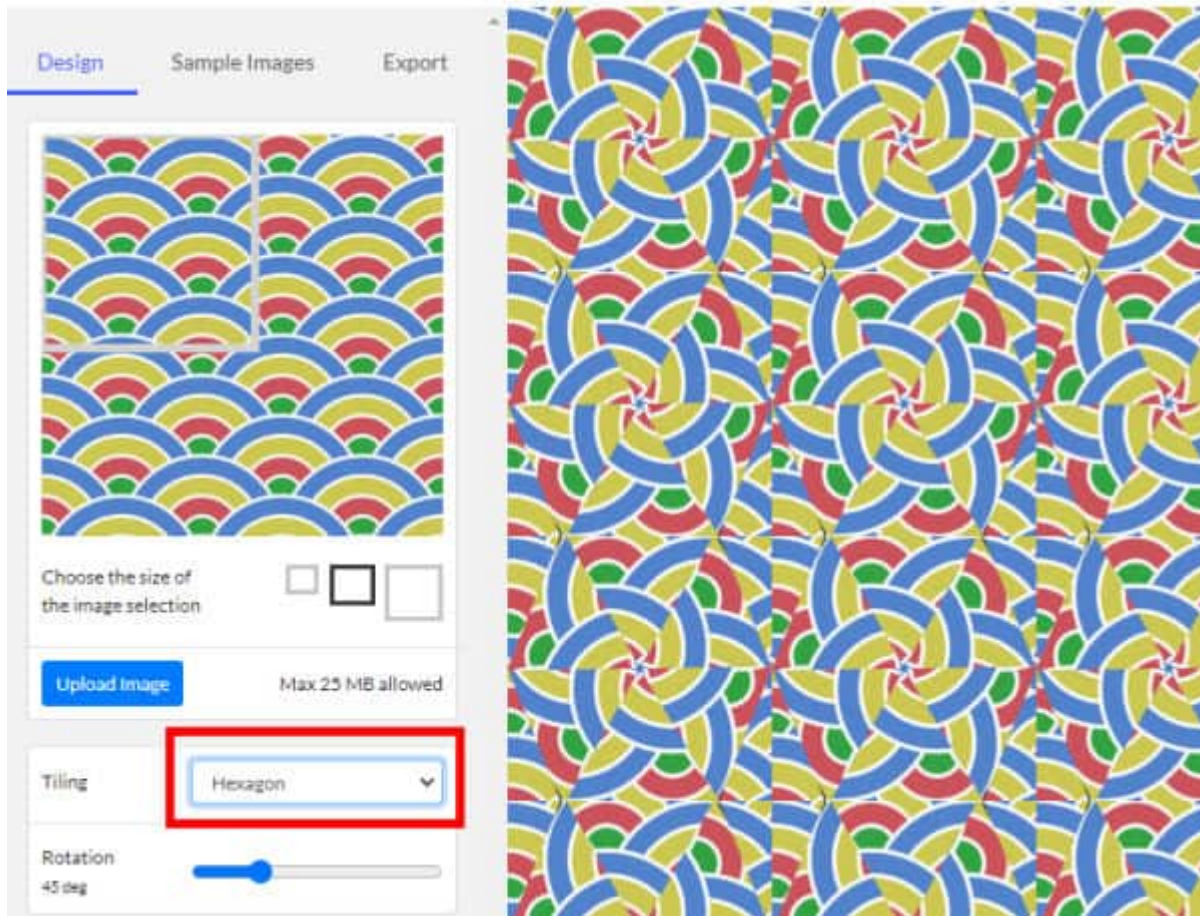 Design Sample Images Export
Choose the size of
the image selection
Upload Image Max 25 MB allowed
Tiling Hexagon
Rotation
45 deg